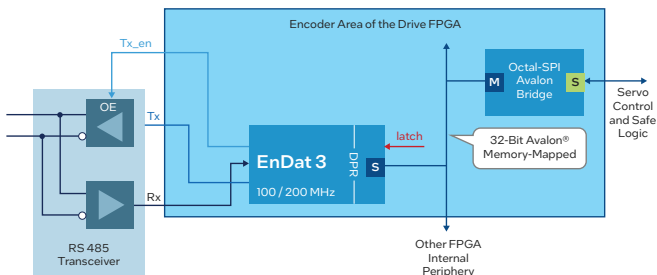 Encoder Area of the Drive FPGA
Tx_en
OE
Tx
Rx
RS 485
Transceiver
EnDat 3
100 / 200 MHz
DPR
S
latch
M
Octal-SPI
Avalon
Bridge
S
Servo
Control
and Safe
Logic
32-Bit Avalon®
Memory-Mapped
Other FPGA
Internal
Periphery